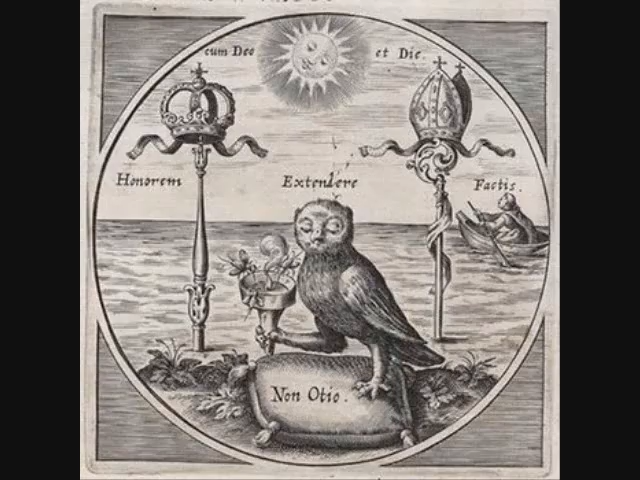 cum Deo et Die.
Honorem Extendere Factis.
Non Otio.